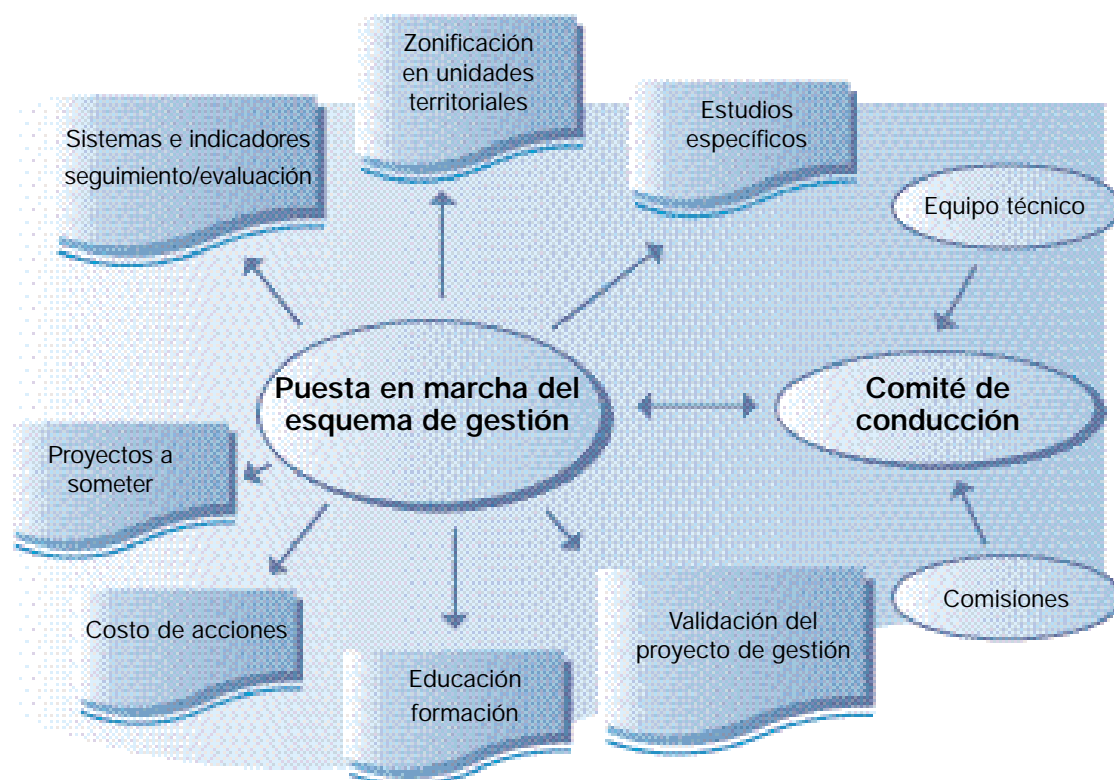 Zonificación
en unidades
territoriales
Sistemas e indicadores
seguimiento/evaluación
Estudios
específicos
Equipo técnico
Puesta en marcha del
esquema de gestión
Comité de
conducción
Proyectos a
someter
Costo de acciones
Educación
formación
Validación del
proyecto de gestión
Comisiones